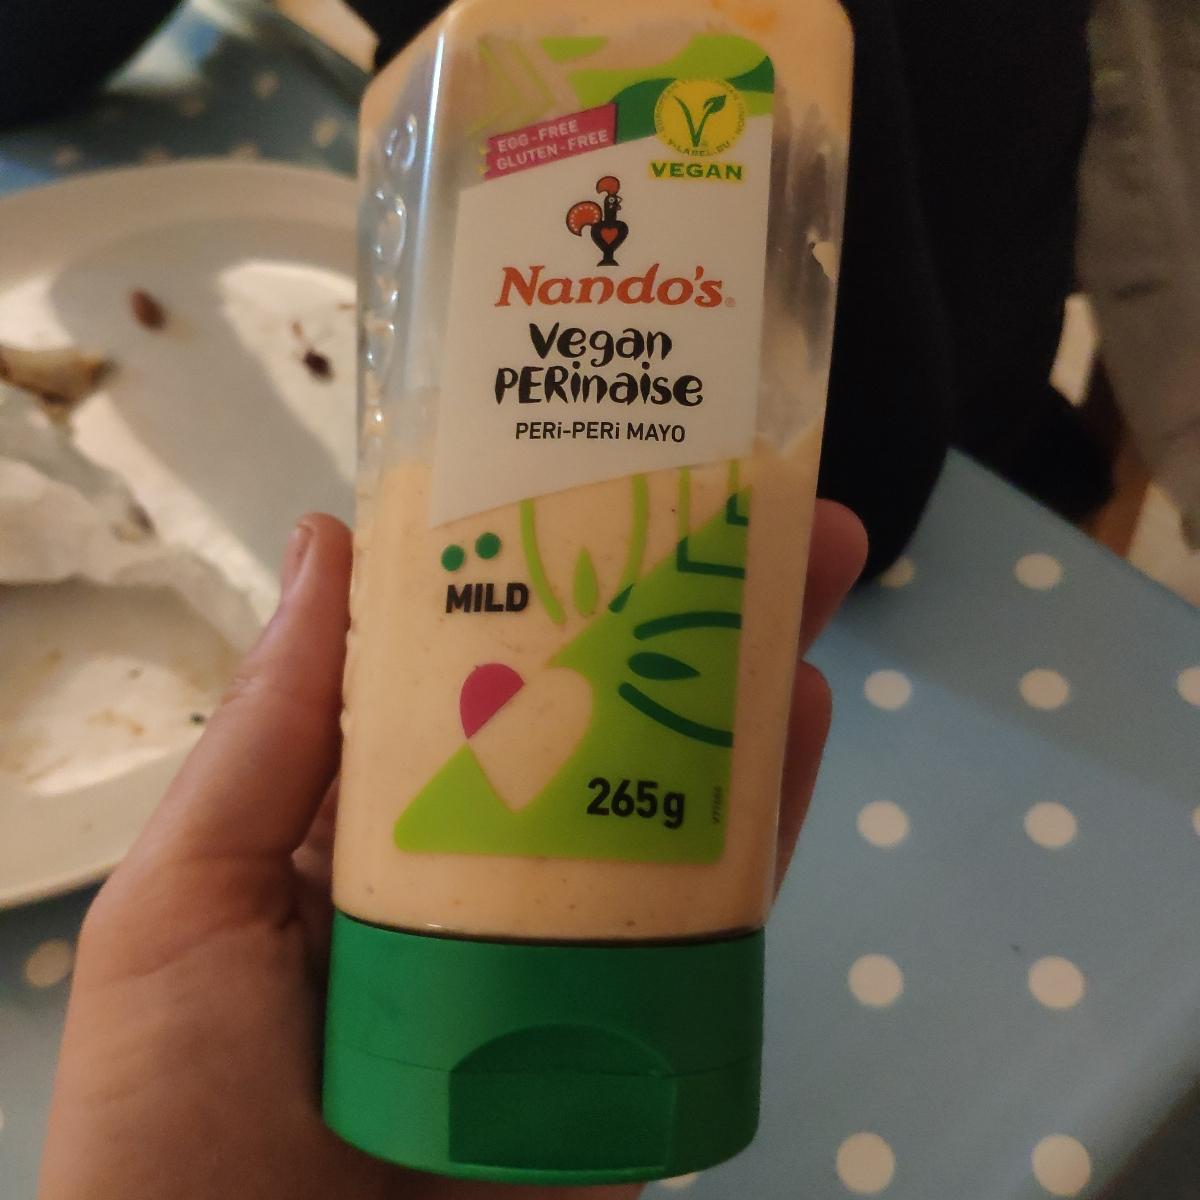 EGG-FREE
GLUTEN-FREE
VEGAN
Nando's®
Vegan
PERinaise
PERi-PERi MAYO
MILD
265g